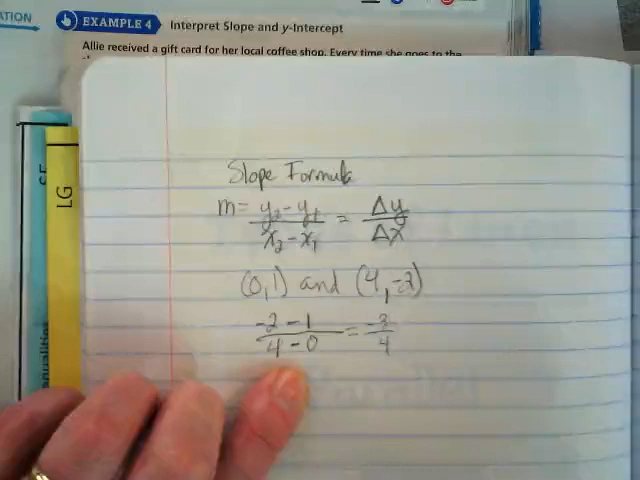 ATION
EXAMPLE 4 Interpret Slope and y-Intercept
Allie received a gift card for her local coffee shop. Every time she goes to the
LG
Slope Formula
m = y₂ - y₁ / x₂ - x₁ = Δy / Δx
(0,1) and (4,-2)
-2 - 1 / 4 - 0 = -3 / 4